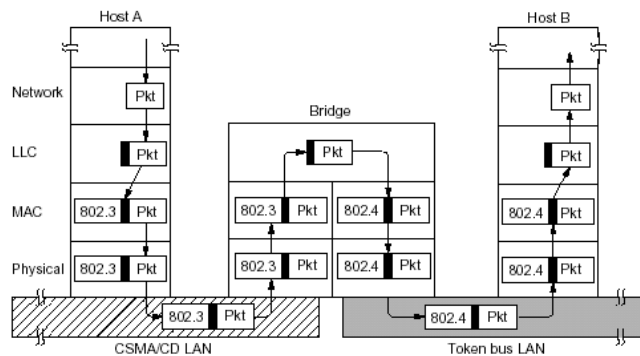 Host A
Host B
Network
Pkt
Pkt
Bridge
LLC
Pkt
Pkt
Pkt
MAC
802.3 Pkt
802.3 Pkt
802.4 Pkt
802.4 Pkt
Physical
802.3 Pkt
802.3 Pkt
802.4 Pkt
802.4 Pkt
802.3 Pkt
802.4 Pkt
CSMA/CD LAN
Token bus LAN